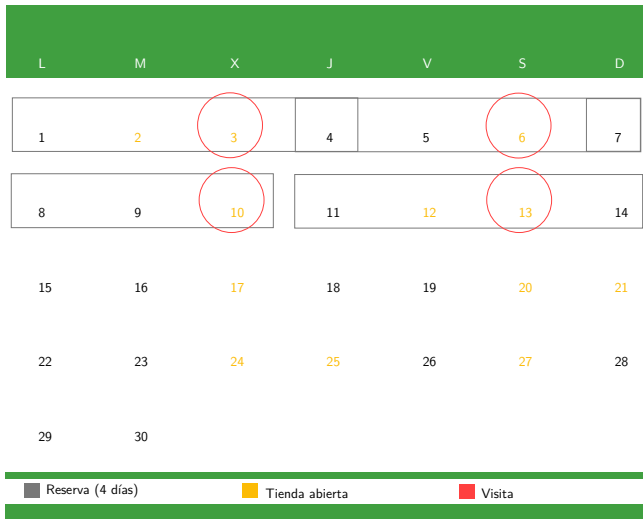 L M X J V S D
1 2 3 4 5 6 7
8 9 10 11 12 13 14
15 16 17 18 19 20 21
22 23 24 25 26 27 28
29 30
Reserva (4 días) Tienda abierta Visita